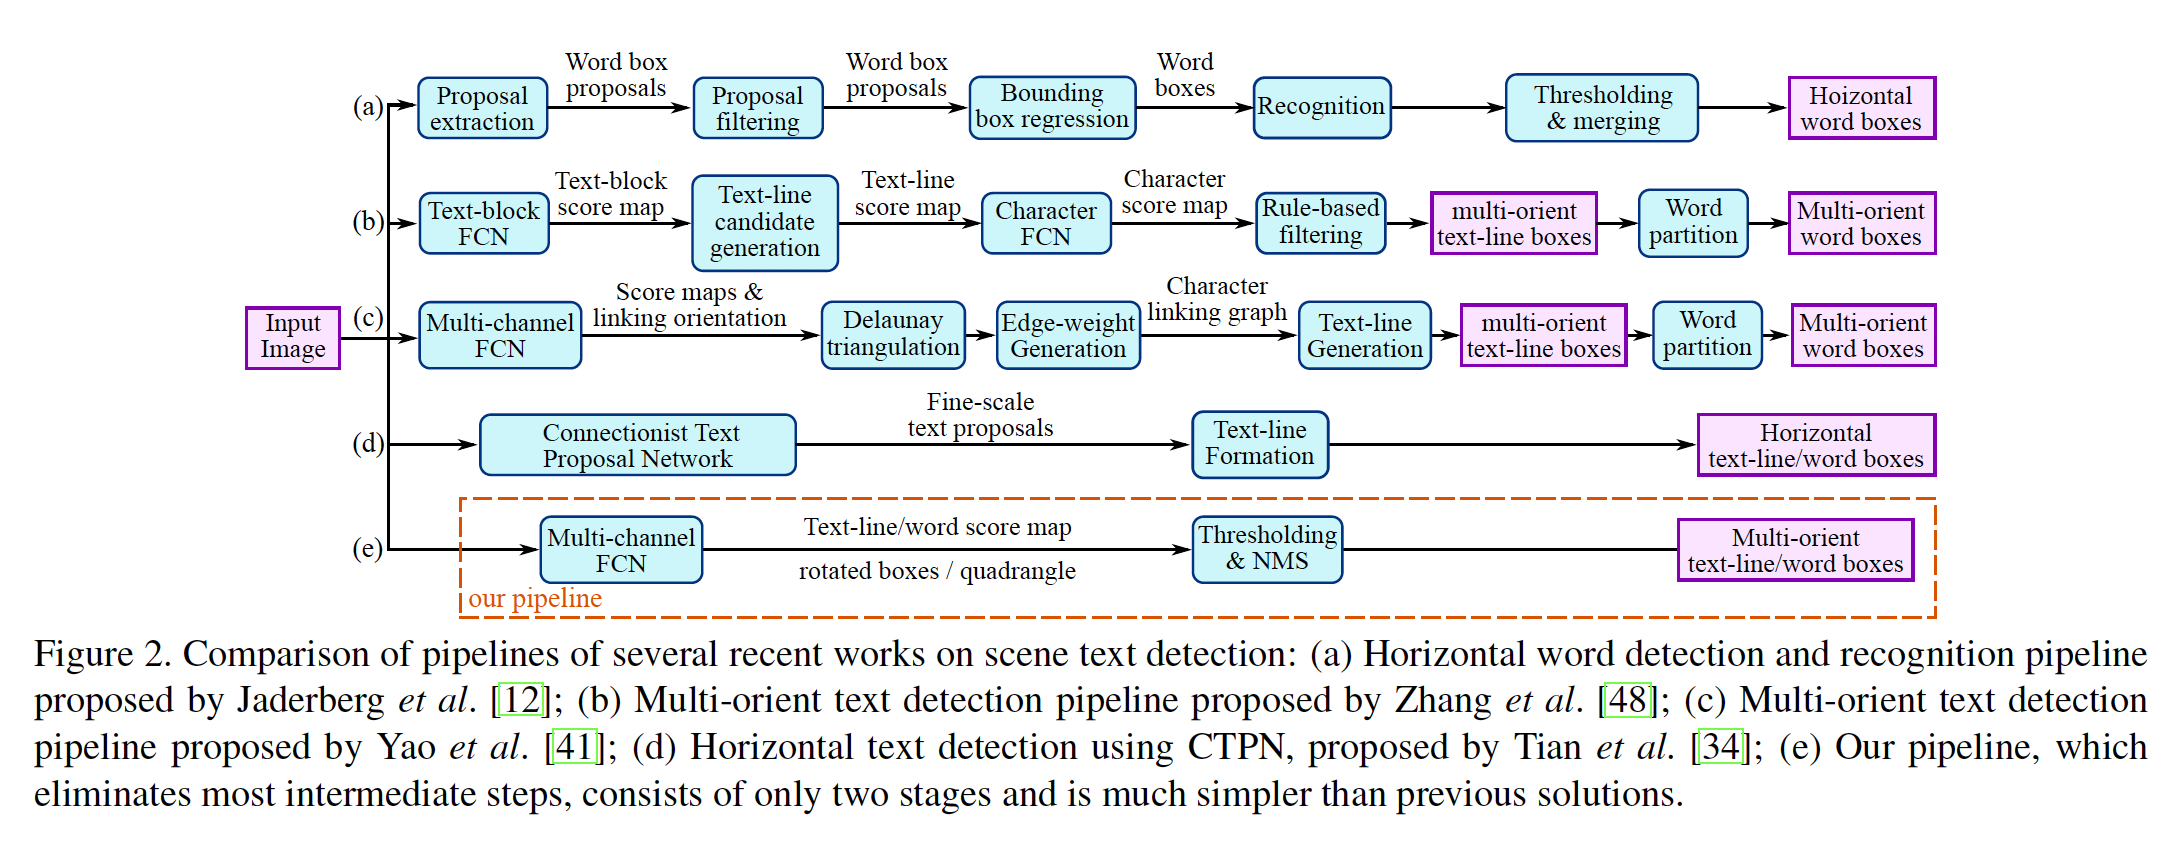 (a)
Proposal
extraction
Word box
proposals
Proposal
filtering
Word box
proposals
Bounding
box regression
Word
boxes
Recognition
Thresholding
& merging
Hoizontal
word boxes
(b)
Text-block
FCN
Text-block
score map
Text-line
candidate
generation
Text-line
score map
Character
FCN
Character
score map
Rule-based
filtering
multi-orient
text-line boxes
Word
partition
Multi-orient
word boxes
Input
Image
(c)
Multi-channel
FCN
Score maps &
linking orientation
Delaunay
triangulation
Edge-weight
Generation
Character
linking graph
Text-line
Generation
multi-orient
text-line boxes
Word
partition
Multi-orient
word boxes
(d)
Connectionist Text
Proposal Network
Fine-scale
text proposals
Text-line
Formation
Horizontal
text-line/word boxes
(e)
Multi-channel
FCN
Text-line/word score map
rotated boxes / quadrangle
Thresholding
& NMS
Multi-orient
text-line/word boxes
our pipeline
Figure 2. Comparison of pipelines of several recent works on scene text detection: (a) Horizontal word detection and recognition pipeline
proposed by Jaderberg et al. [12]; (b) Multi-orient text detection pipeline proposed by Zhang et al. [48]; (c) Multi-orient text detection
pipeline proposed by Yao et al. [41]; (d) Horizontal text detection using CTPN, proposed by Tian et al. [34]; (e) Our pipeline, which
eliminates most intermediate steps, consists of only two stages and is much simpler than previous solutions.